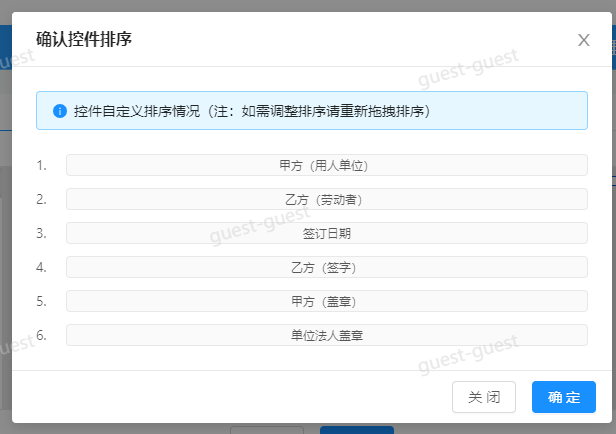 确认控件排序
控件自定义排序情况（注：如需调整排序请重新拖拽排序）
1. 甲方（用人单位）
2. 乙方（劳动者）
3. 签订日期
4. 乙方（签字）
5. 甲方（盖章）
6. 单位法人盖章
关 闭
确 定
guest-guest
guest-guest
guest-guest
guest
guest